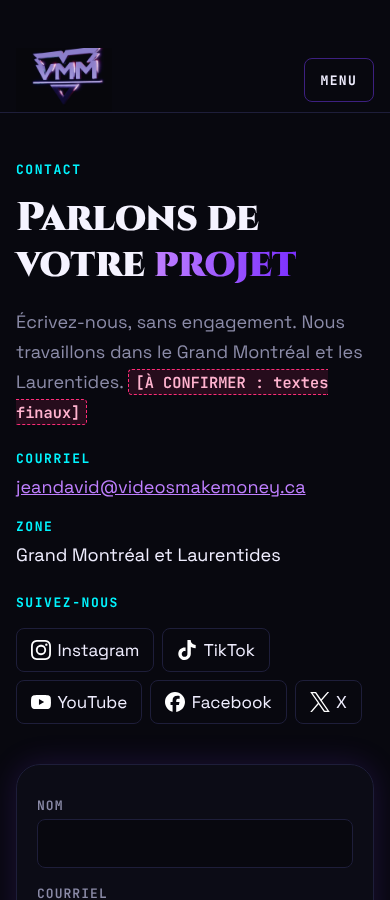 VMM
MENU
CONTACT
Parlons de
votre projet
Écrivez-nous, sans engagement. Nous
travaillons dans le Grand Montréal et les
Laurentides. [À CONFIRMER : textes
finaux]
COURRIEL
jeandavid@videosmakemoney.ca
ZONE
Grand Montréal et Laurentides
SUIVEZ-NOUS
Instagram
TikTok
YouTube
Facebook
X
NOM
COURRIEL